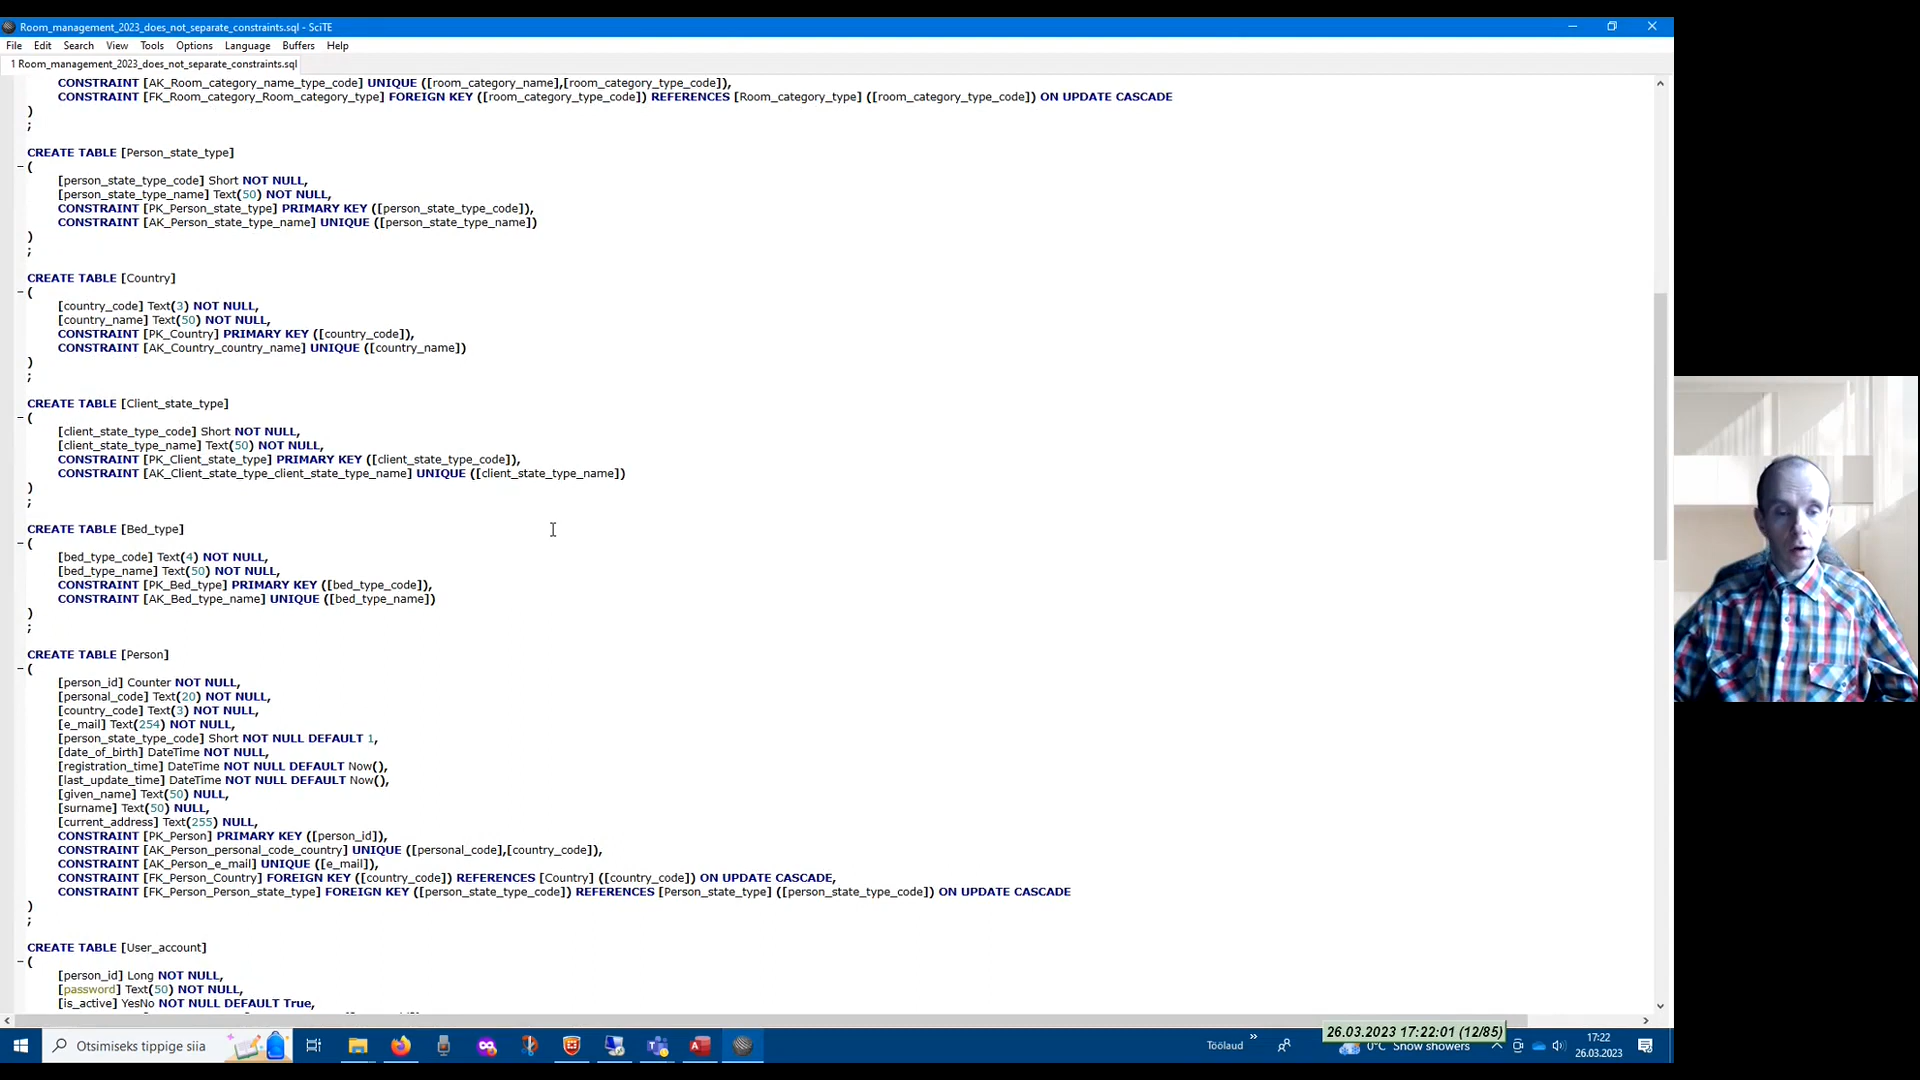 Room_management_2023_does_not_separate_constraints.sql - SciTE
File Edit Search View Tools Options Language Buffers Help
1 Room_management_2023_does_not_separate_constraints.sql
CONSTRAINT [AK_Room_category_name_type_code] UNIQUE ([room_category_name],[room_category_type_code]),
CONSTRAINT [FK_Room_category_Room_category_type] FOREIGN KEY ([room_category_type_code]) REFERENCES [Room_category_type] ([room_category_type_code]) ON UPDATE CASCADE
)
;
CREATE TABLE [Person_state_type]
(
[person_state_type_code] Short NOT NULL,
[person_state_type_name] Text(50) NOT NULL,
CONSTRAINT [PK_Person_state_type] PRIMARY KEY ([person_state_type_code]),
CONSTRAINT [AK_Person_state_type_name] UNIQUE ([person_state_type_name])
)
;
CREATE TABLE [Country]
(
[country_code] Text(3) NOT NULL,
[country_name] Text(50) NOT NULL,
CONSTRAINT [PK_Country] PRIMARY KEY ([country_code]),
CONSTRAINT [AK_Country_country_name] UNIQUE ([country_name])
)
;
CREATE TABLE [Client_state_type]
(
[client_state_type_code] Short NOT NULL,
[client_state_type_name] Text(50) NOT NULL,
CONSTRAINT [PK_Client_state_type] PRIMARY KEY ([client_state_type_code]),
CONSTRAINT [AK_Client_state_type_client_state_type_name] UNIQUE ([client_state_type_name])
)
;
CREATE TABLE [Bed_type]
(
[bed_type_code] Text(4) NOT NULL,
[bed_type_name] Text(50) NOT NULL,
CONSTRAINT [PK_Bed_type] PRIMARY KEY ([bed_type_code]),
CONSTRAINT [AK_Bed_type_name] UNIQUE ([bed_type_name])
)
;
CREATE TABLE [Person]
(
[person_id] Counter NOT NULL,
[personal_code] Text(20) NOT NULL,
[country_code] Text(3) NOT NULL,
[e_mail] Text(254) NOT NULL,
[person_state_type_code] Short NOT NULL DEFAULT 1,
[date_of_birth] DateTime NOT NULL,
[registration_time] DateTime NOT NULL DEFAULT Now(),
[last_update_time] DateTime NOT NULL DEFAULT Now(),
[given_name] Text(50) NULL,
[surname] Text(50) NULL,
[current_address] Text(255) NULL,
CONSTRAINT [PK_Person] PRIMARY KEY ([person_id]),
CONSTRAINT [AK_Person_personal_code_country] UNIQUE ([personal_code],[country_code]),
CONSTRAINT [AK_Person_e_mail] UNIQUE ([e_mail]),
CONSTRAINT [FK_Person_Country] FOREIGN KEY ([country_code]) REFERENCES [Country] ([country_code]) ON UPDATE CASCADE,
CONSTRAINT [FK_Person_Person_state_type] FOREIGN KEY ([person_state_type_code]) REFERENCES [Person_state_type] ([person_state_type_code]) ON UPDATE CASCADE
)
;
CREATE TABLE [User_account]
(
[person_id] Long NOT NULL,
[password] Text(50) NOT NULL,
[is_active] YesNo NOT NULL DEFAULT True,
26.03.2023 17:22:01 (12/85)
Otsimiseks tippige siia
Töölaud
0°C Snow showers
17:22
26.03.2023